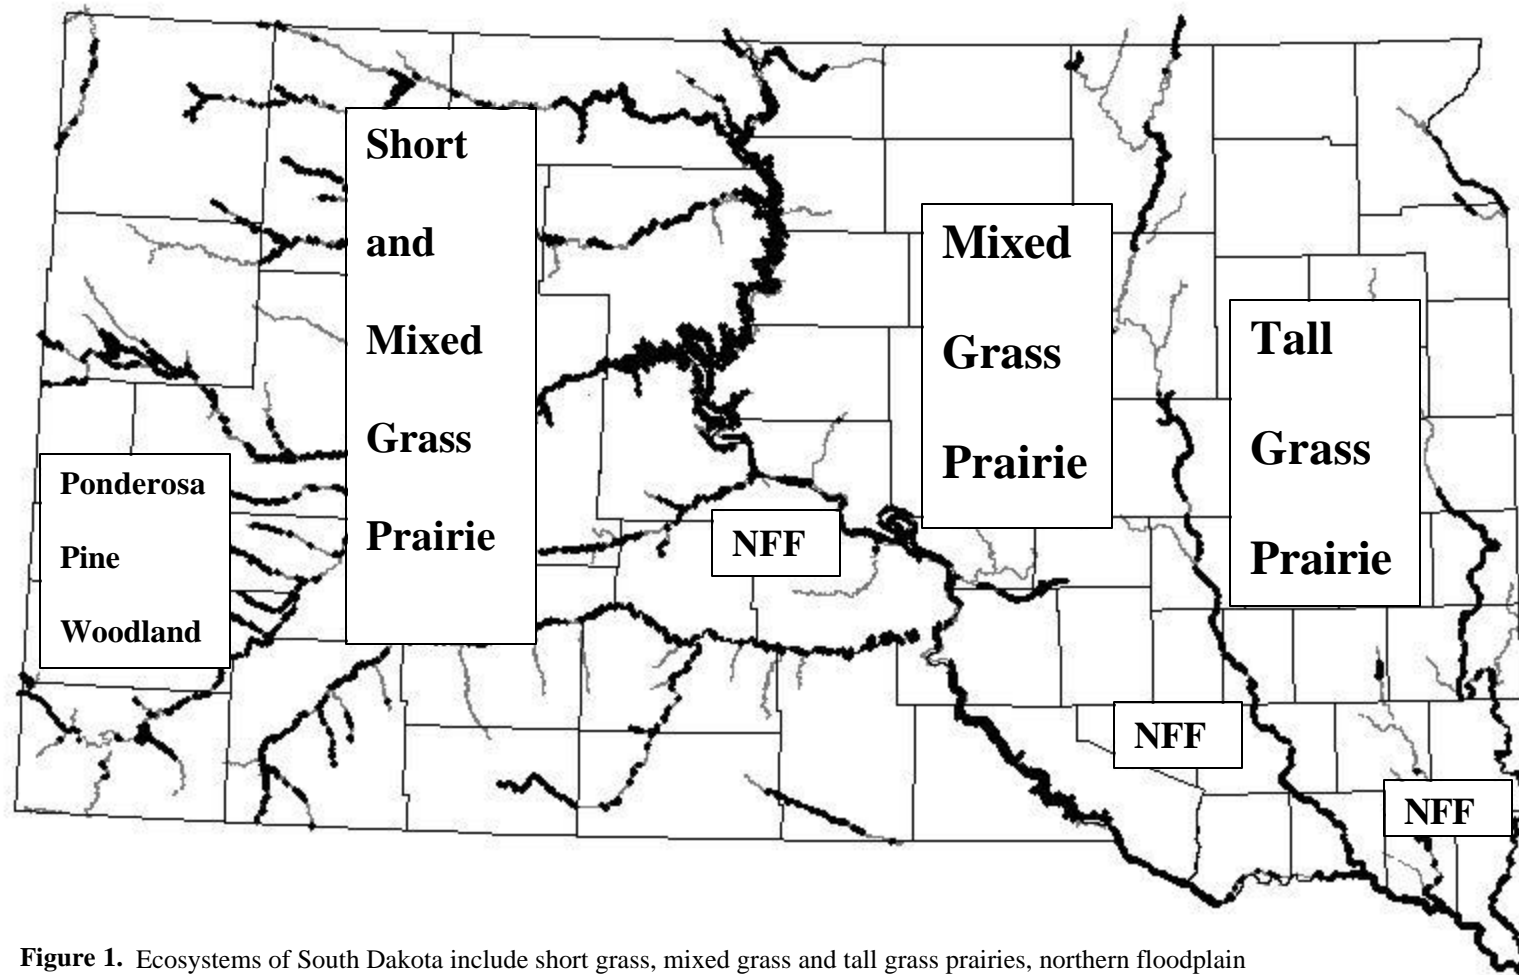 Short
and
Mixed
Grass
Prairie
Mixed
Grass
Prairie
Tall
Grass
Prairie
Ponderosa
Pine
Woodland
NFF
NFF
NFF
Figure 1. Ecosystems of South Dakota include short grass, mixed grass and tall grass prairies, northern floodplain